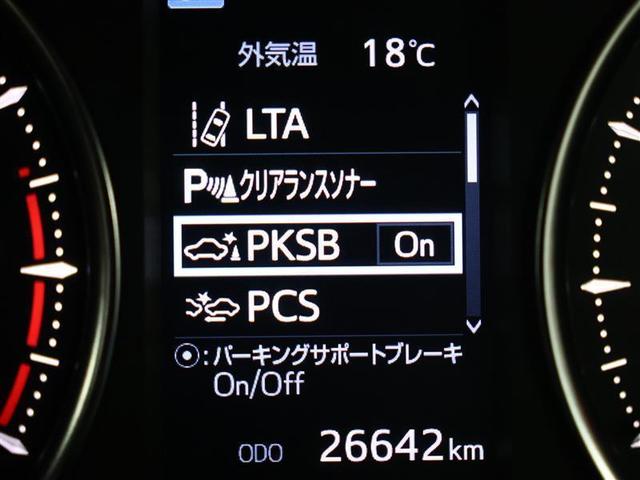 外気温 18℃
LTA
P クリアランスソナー
PKSB On
PCS
⦿:パーキングサポートブレーキ
On/Off
ODO 26642km